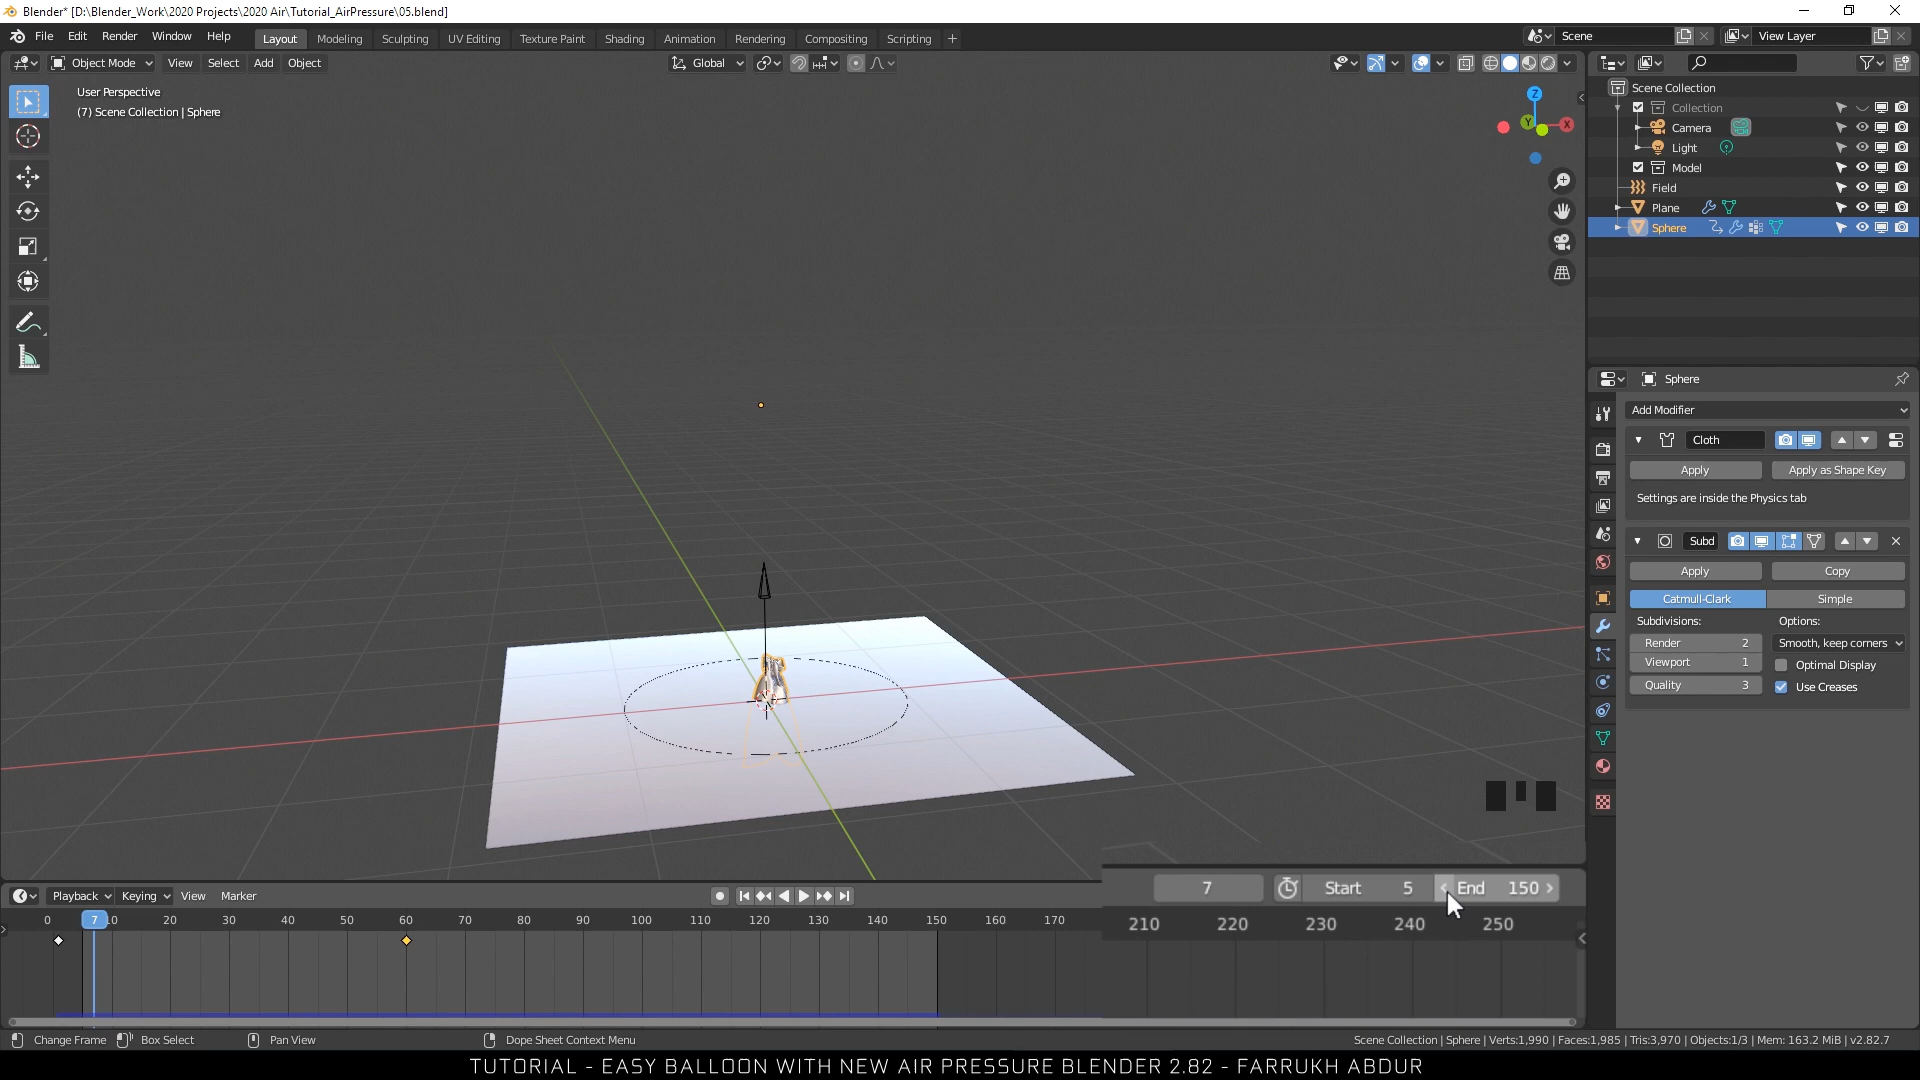 Blender* [D:\Blender_Work\2020 Projects\2020 Air\Tutorial_AirPressure\05.blend]
File Edit Render Window Help Layout Modeling Sculpting UV Editing Texture Paint Shading Animation Rendering Compositing Scripting + Scene View Layer
Object Mode View Select Add Object Global
User Perspective
(7) Scene Collection | Sphere
Z
Y
X
Scene Collection
Collection
Camera
Light
Model
Field
Plane
Sphere
Sphere
Add Modifier
Cloth
Apply Apply as Shape Key
Settings are inside the Physics tab
Subd
Apply Copy
Catmull-Clark Simple
Subdivisions: Options:
Render 2 Smooth, keep corners
Viewport 1 Optimal Display
Quality 3 Use Creases
Playback Keying View Marker
7 Start 5 End 150
0 7 10 20 30 40 50 60 70 80 90 100 110 120 130 140 150 160 170
210 220 230 240 250
Change Frame Box Select Pan View Dope Sheet Context Menu
Scene Collection | Sphere | Verts:1,990 | Faces:1,985 | Tris:3,970 | Objects:1/3 | Mem: 163.2 MiB | v2.82.7
TUTORIAL - EASY BALLOON WITH NEW AIR PRESSURE BLENDER 2.82 - FARRUKH ABDUR